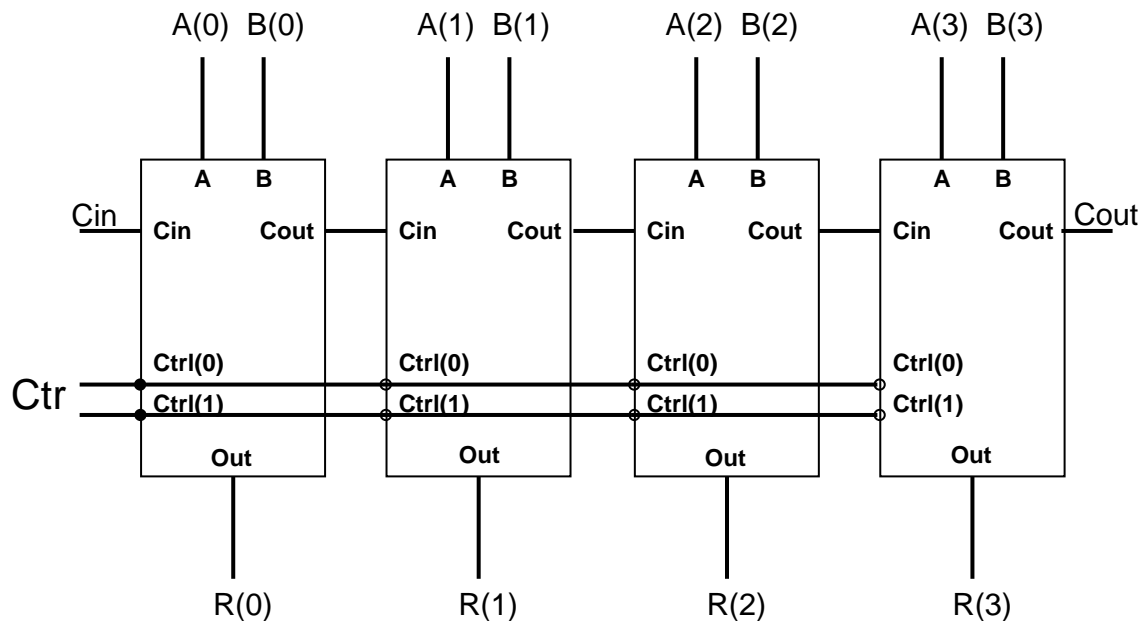 A(0) B(0) A(1) B(1) A(2) B(2) A(3) B(3)
A B A B A B A B
Cin Cin Cout Cin Cout Cin Cout Cin Cout Cout
Ctrl(0) Ctrl(0) Ctrl(0) Ctrl(0)
Ctr Ctrl(1) Ctrl(1) Ctrl(1) Ctrl(1)
Out Out Out Out
R(0) R(1) R(2) R(3)